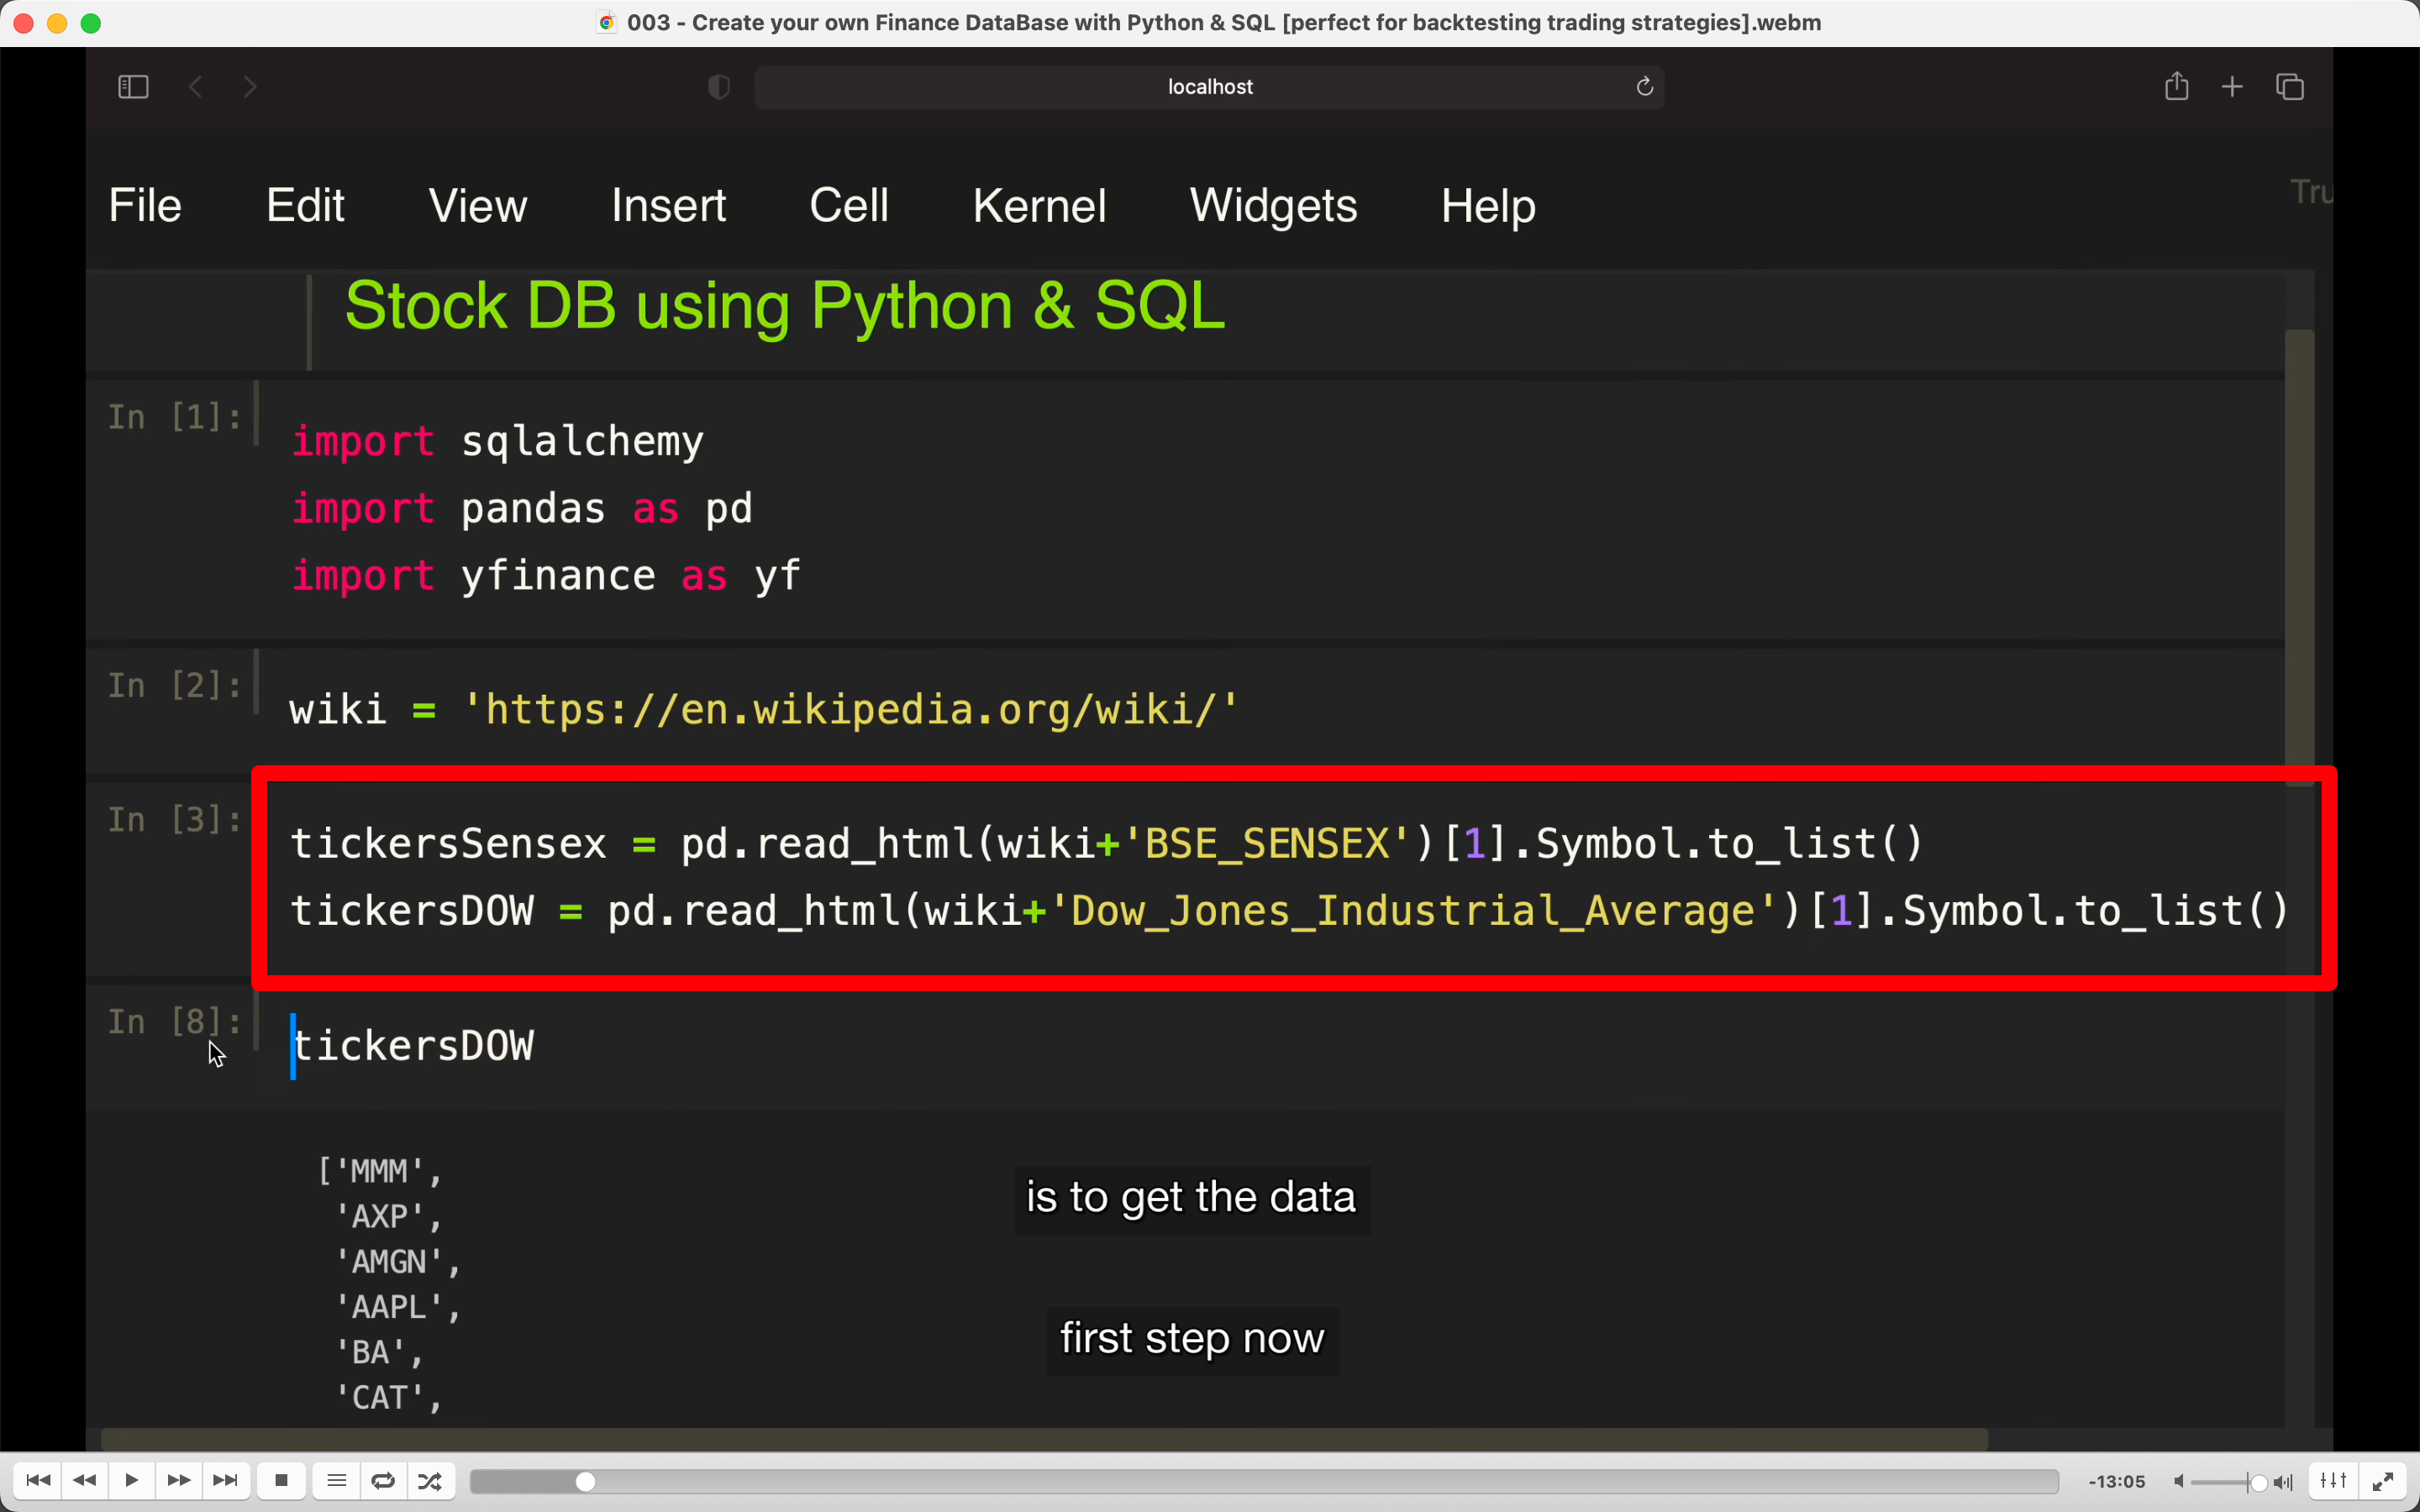 003 - Create your own Finance DataBase with Python & SQL [perfect for backtesting trading strategies].webm
localhost
File Edit View Insert Cell Kernel Widgets Help
Tru
Stock DB using Python & SQL
In [1]:
import sqlalchemy
import pandas as pd
import yfinance as yf
In [2]:
wiki = 'https://en.wikipedia.org/wiki/'
In [3]:
tickersSensex = pd.read_html(wiki+'BSE_SENSEX')[1].Symbol.to_list()
tickersDOW = pd.read_html(wiki+'Dow_Jones_Industrial_Average')[1].Symbol.to_list()
In [8]:
tickersDOW
['MMM',
'AXP',
'AMGN',
'AAPL',
'BA',
'CAT',
is to get the data
first step now
-13:05